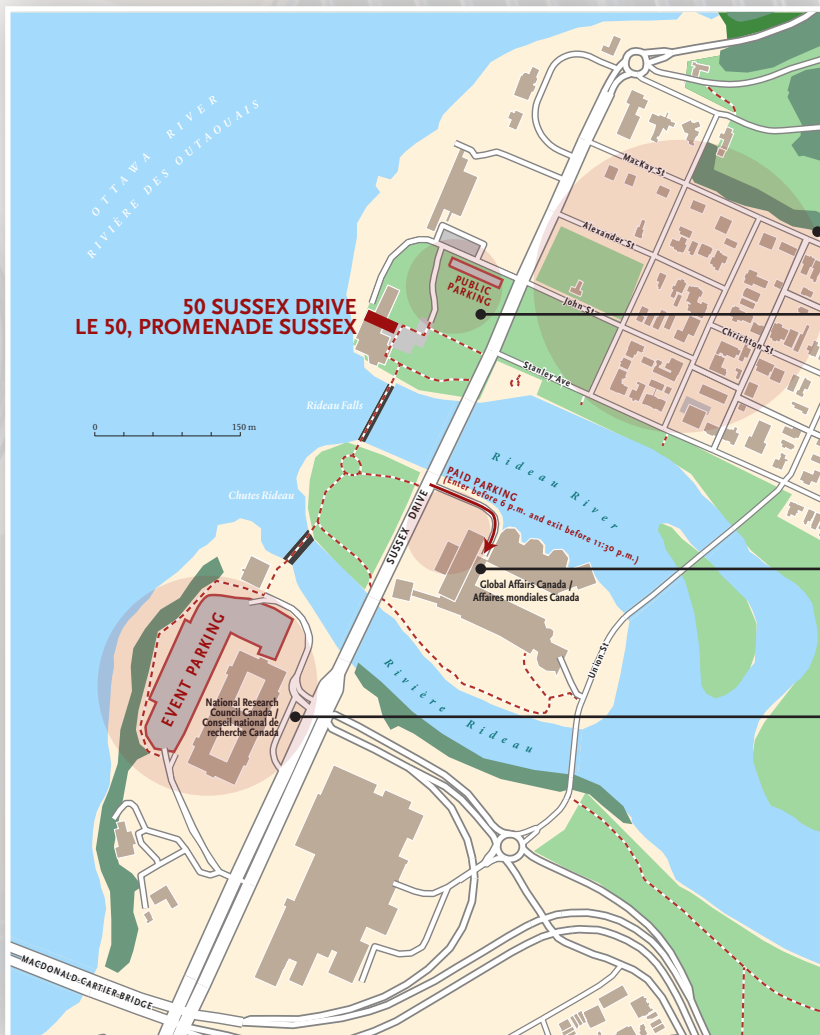 OTTAWA RIVER
RIVIÈRE DES OUTAOUAIS
MacKay St
Alexander St
PUBLIC
PARKING
John St
50 SUSSEX DRIVE
LE 50, PROMENADE SUSSEX
Chrichton St
Stanley Ave
Rideau Falls
0 150 m
Rideau River
PAID PARKING
(Enter before 6 p.m. and exit before 11:30 p.m.)
Chutes Rideau
SUSSEX DRIVE
Global Affairs Canada /
Affaires mondiales Canada
EVENT PARKING
Union St
Rivière Rideau
National Research
Council Canada /
Conseil national de
recherche Canada
MACDONALD-CARTIER BRIDGE